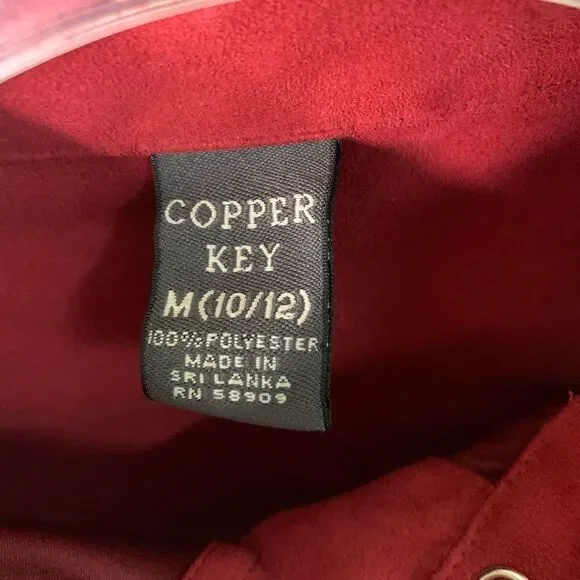 COPPER
KEY
M(10/12)
100% POLYESTER
MADE IN
SRI LANKA
RN 58909